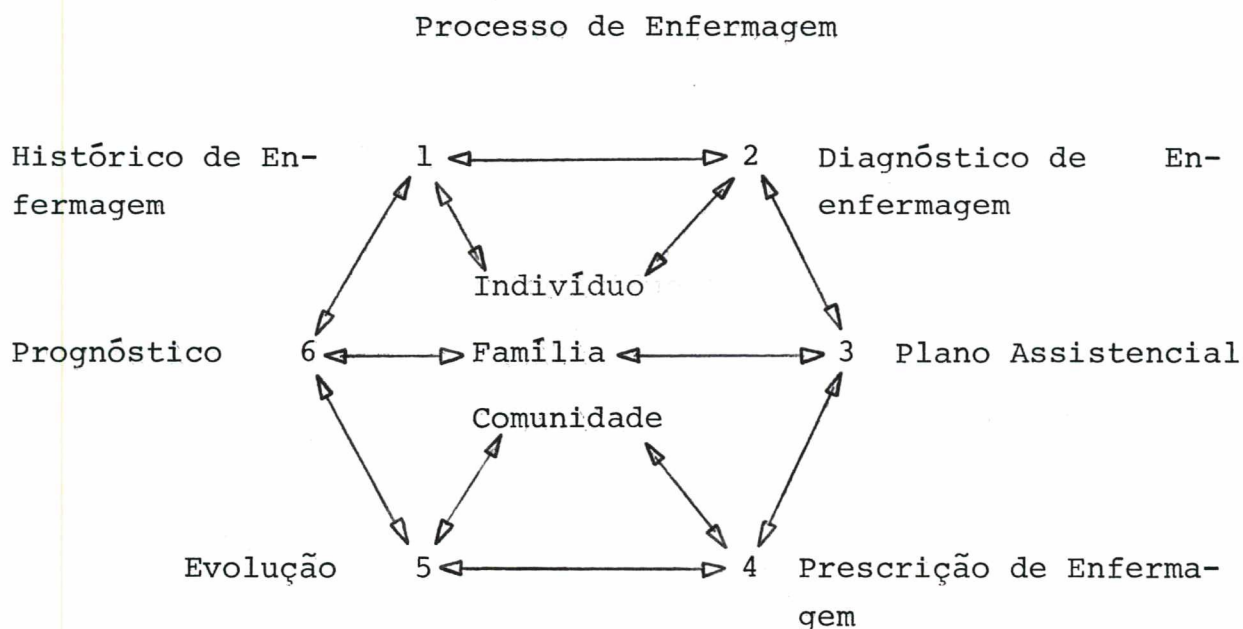 Processo de Enfermagem
Histórico de En- 1 2 Diagnóstico de En-
fermagem enfermagem
Indivíduo
Prognóstico 6 Família 3 Plano Assistencial
Comunidade
Evolução 5 4 Prescrição de Enferma-
gem